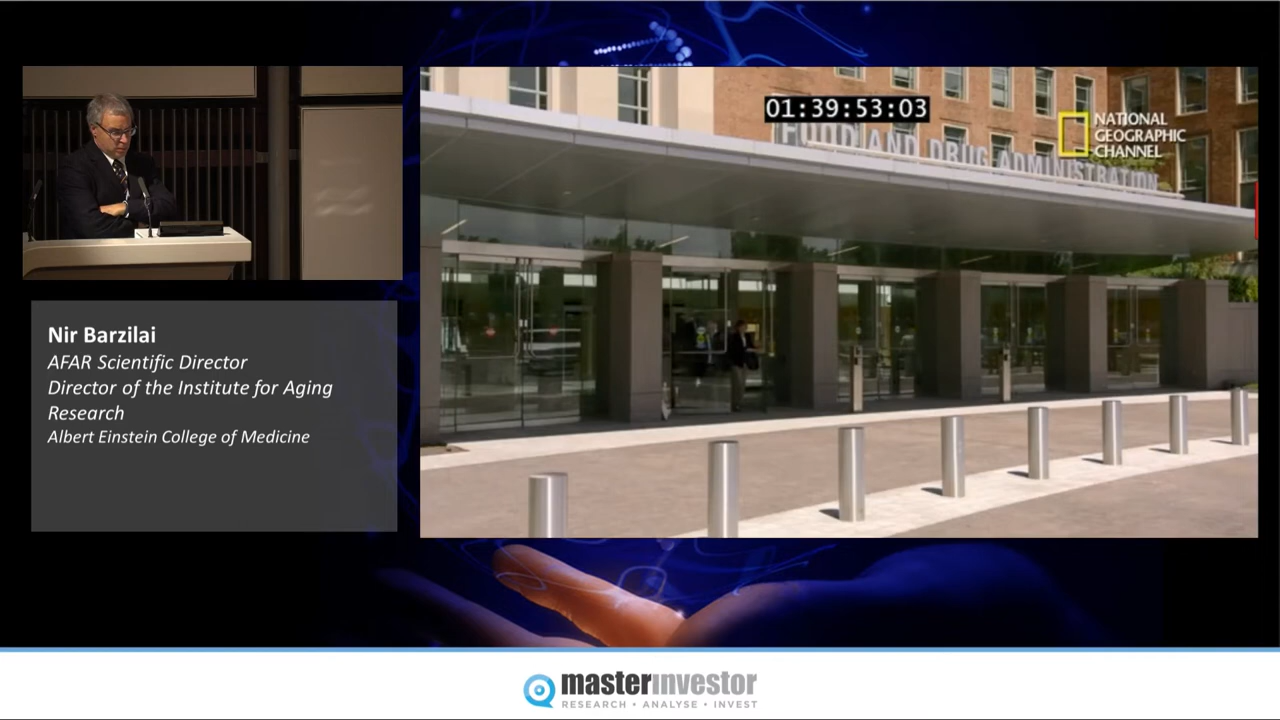 01:39:53:03
NATIONAL
GEOGRAPHIC
CHANNEL
FOOD AND DRUG ADMINISTRATION
Nir Barzilai
AFAR Scientific Director
Director of the Institute for Aging
Research
Albert Einstein College of Medicine
masterinvestor
RESEARCH • ANALYSE • INVEST